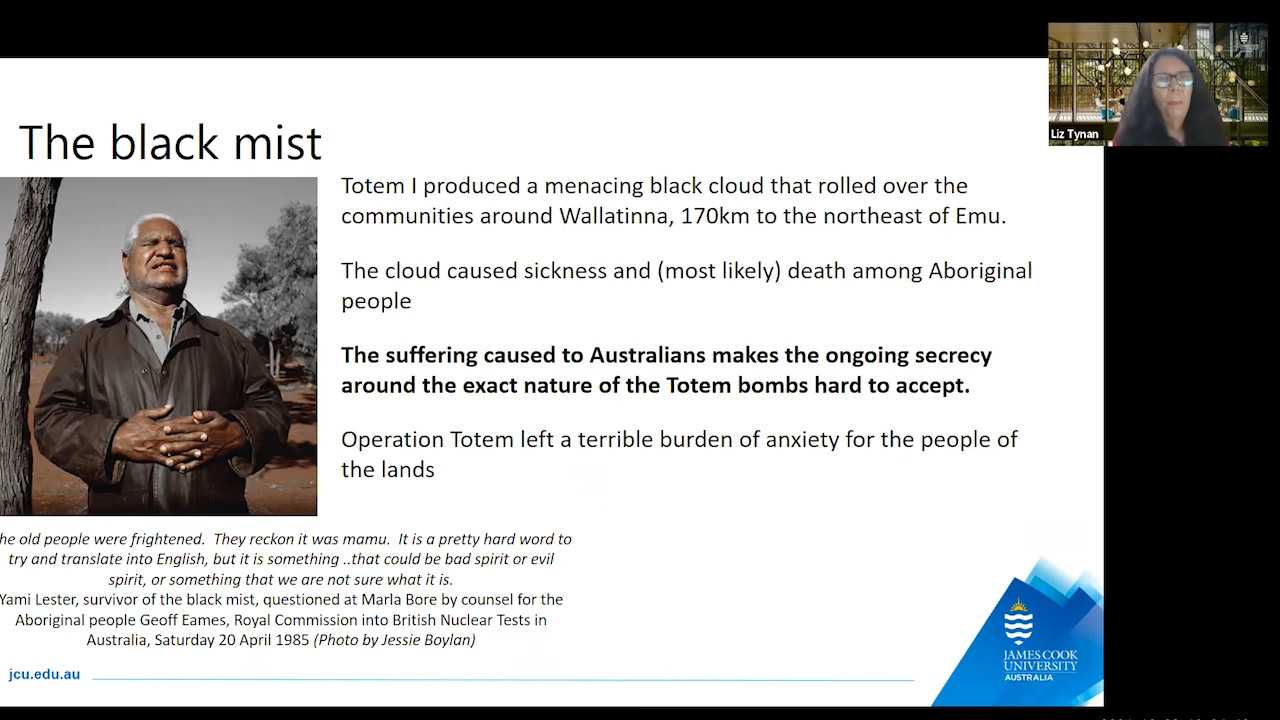 Liz Tynan
The black mist
Totem I produced a menacing black cloud that rolled over the
communities around Wallatinna, 170km to the northeast of Emu.
The cloud caused sickness and (most likely) death among Aboriginal
people
The suffering caused to Australians makes the ongoing secrecy
around the exact nature of the Totem bombs hard to accept.
Operation Totem left a terrible burden of anxiety for the people of
the lands
he old people were frightened. They reckon it was mamu. It is a pretty hard word to
try and translate into English, but it is something ..that could be bad spirit or evil
spirit, or something that we are not sure what it is.
Yami Lester, survivor of the black mist, questioned at Marla Bore by counsel for the
Aboriginal people Geoff Eames, Royal Commission into British Nuclear Tests in
Australia, Saturday 20 April 1985 (Photo by Jessie Boylan)
jcu.edu.au
JAMES COOK
UNIVERSITY
AUSTRALIA